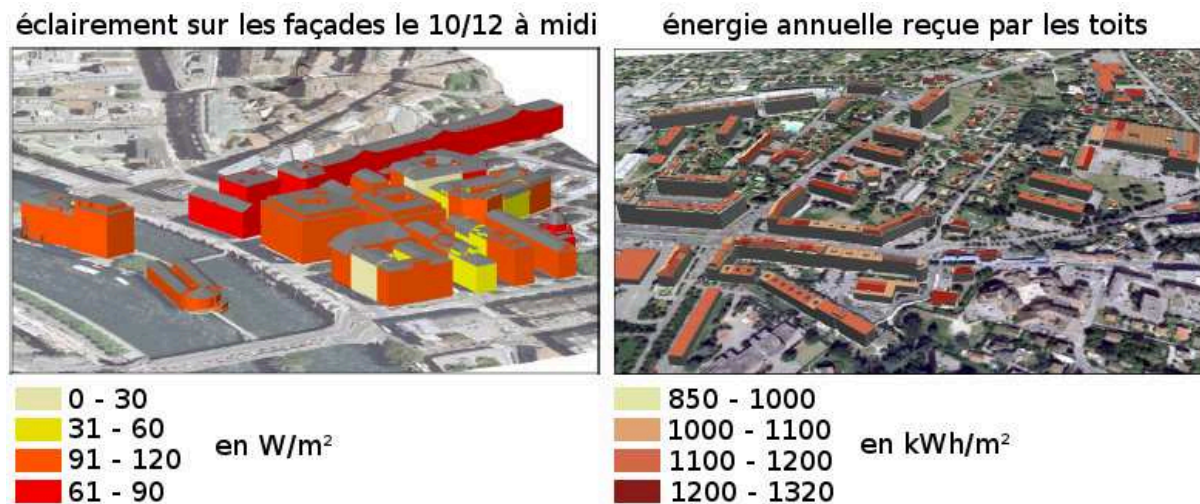 éclairement sur les façades le 10/12 à midi
énergie annuelle reçue par les toits
0 - 30
31 - 60
91 - 120
61 - 90
en W/m²
850 - 1000
1000 - 1100
1100 - 1200
1200 - 1320
en kWh/m²